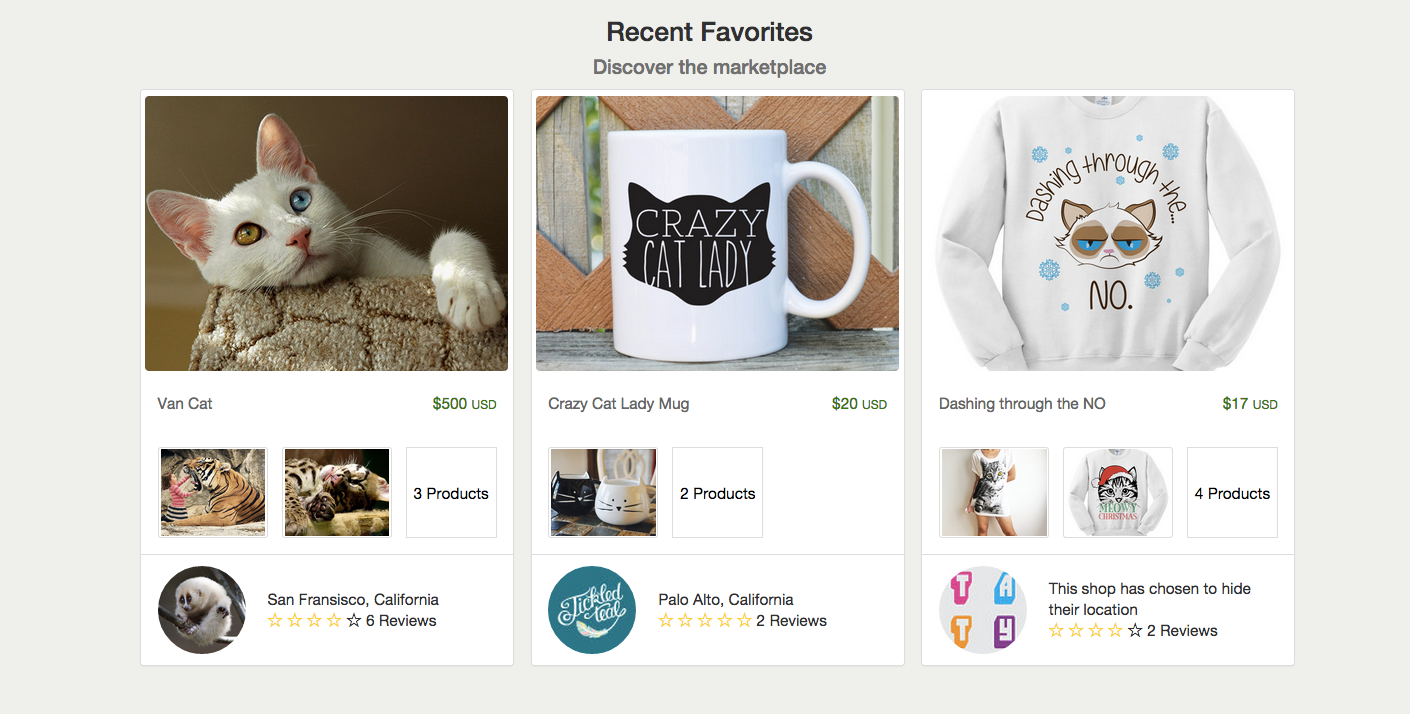 Recent Favorites
Discover the marketplace
CRAZY
CAT LADY
Dashing through the...
NO.
Van Cat
$500 USD
Crazy Cat Lady Mug
$20 USD
Dashing through the NO
$17 USD
3 Products
2 Products
MEOWY
CHRISTMAS
4 Products
San Fransisco, California
6 Reviews
Tickled
teal
Palo Alto, California
2 Reviews
T A
T Y
This shop has chosen to hide
their location
2 Reviews